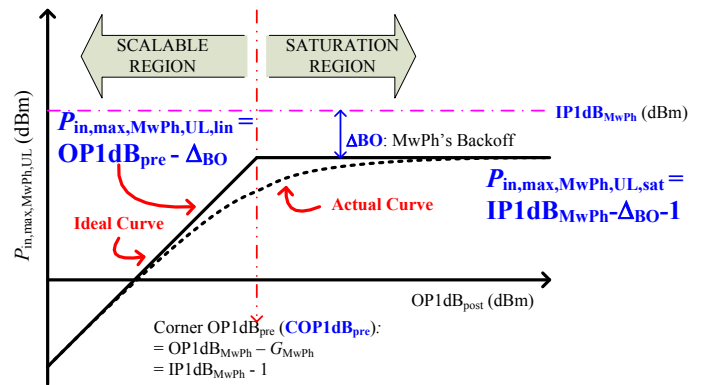 SCALABLE
REGION
SATURATION
REGION
P_in,max,MwPh,UL (dBm)
P_in,max,MwPh,UL,lin =
OP1dB_pre - Δ_BO
IP1dB_MwPh (dBm)
ΔBO: MwPh's Backoff
P_in,max,MwPh,UL,sat =
IP1dB_MwPh-Δ_BO-1
Ideal Curve
Actual Curve
OP1dB_post (dBm)
Corner OP1dB_pre (COP1dB_pre):
= OP1dB_MwPh – G_MwPh
= IP1dB_MwPh - 1